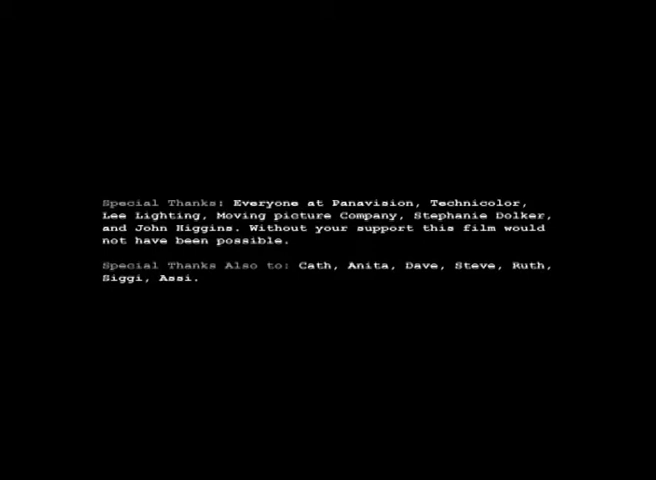 Special Thanks: Everyone at Panavision, Technicolor,
Lee Lighting, Moving picture Company, Stephanie Dolker,
and John Higgins. Without your support this film would
not have been possible.
Special Thanks Also to: Cath, Anita, Dave, Steve, Ruth,
Siggi, Assi.